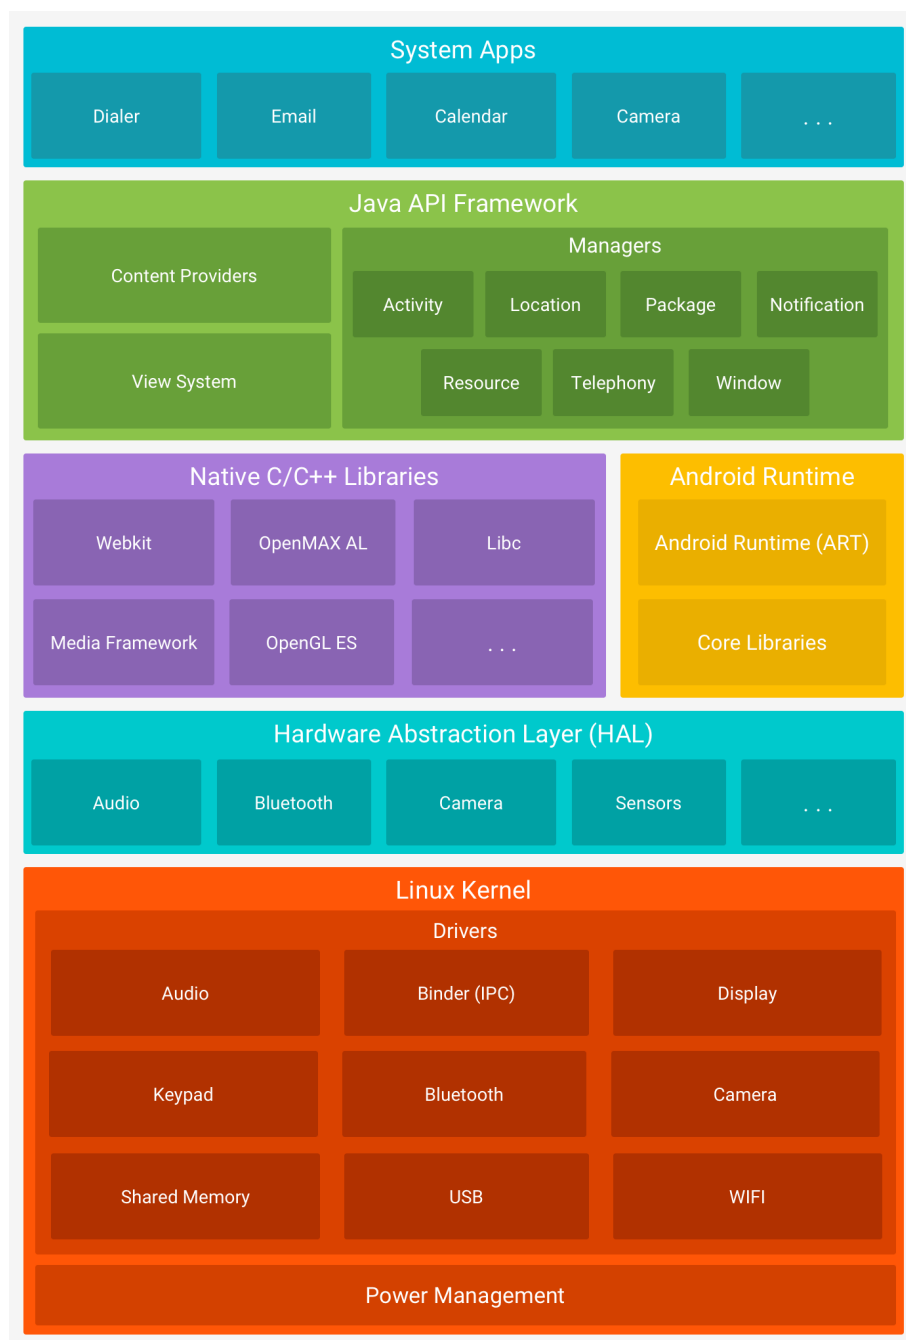 System Apps
Dialer
Email
Calendar
Camera
. . .
Java API Framework
Content Providers
View System
Managers
Activity
Location
Package
Notification
Resource
Telephony
Window
Native C/C++ Libraries
Webkit
OpenMAX AL
Libc
Media Framework
OpenGL ES
. . .
Android Runtime
Android Runtime (ART)
Core Libraries
Hardware Abstraction Layer (HAL)
Audio
Bluetooth
Camera
Sensors
. . .
Linux Kernel
Drivers
Audio
Binder (IPC)
Display
Keypad
Bluetooth
Camera
Shared Memory
USB
WIFI
Power Management